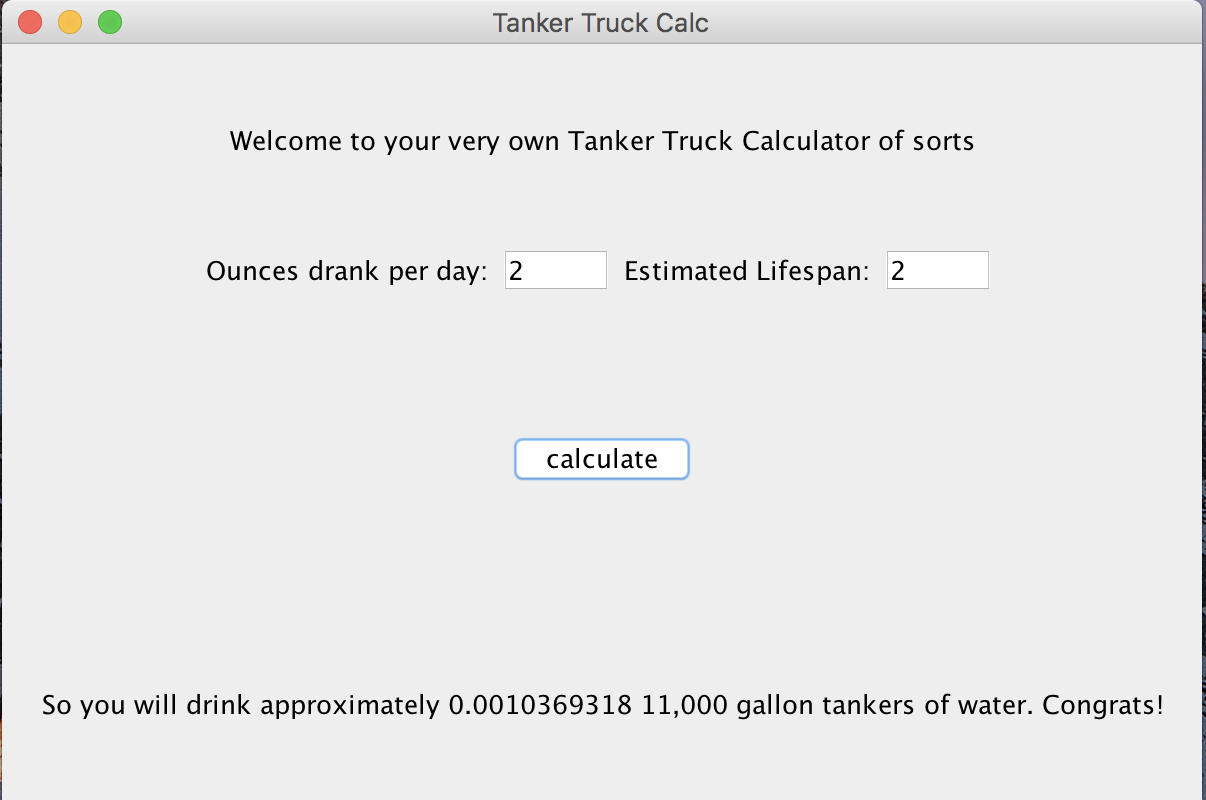 Tanker Truck Calc
Welcome to your very own Tanker Truck Calculator of sorts
Ounces drank per day: 2 Estimated Lifespan: 2
calculate
So you will drink approximately 0.0010369318 11,000 gallon tankers of water. Congrats!